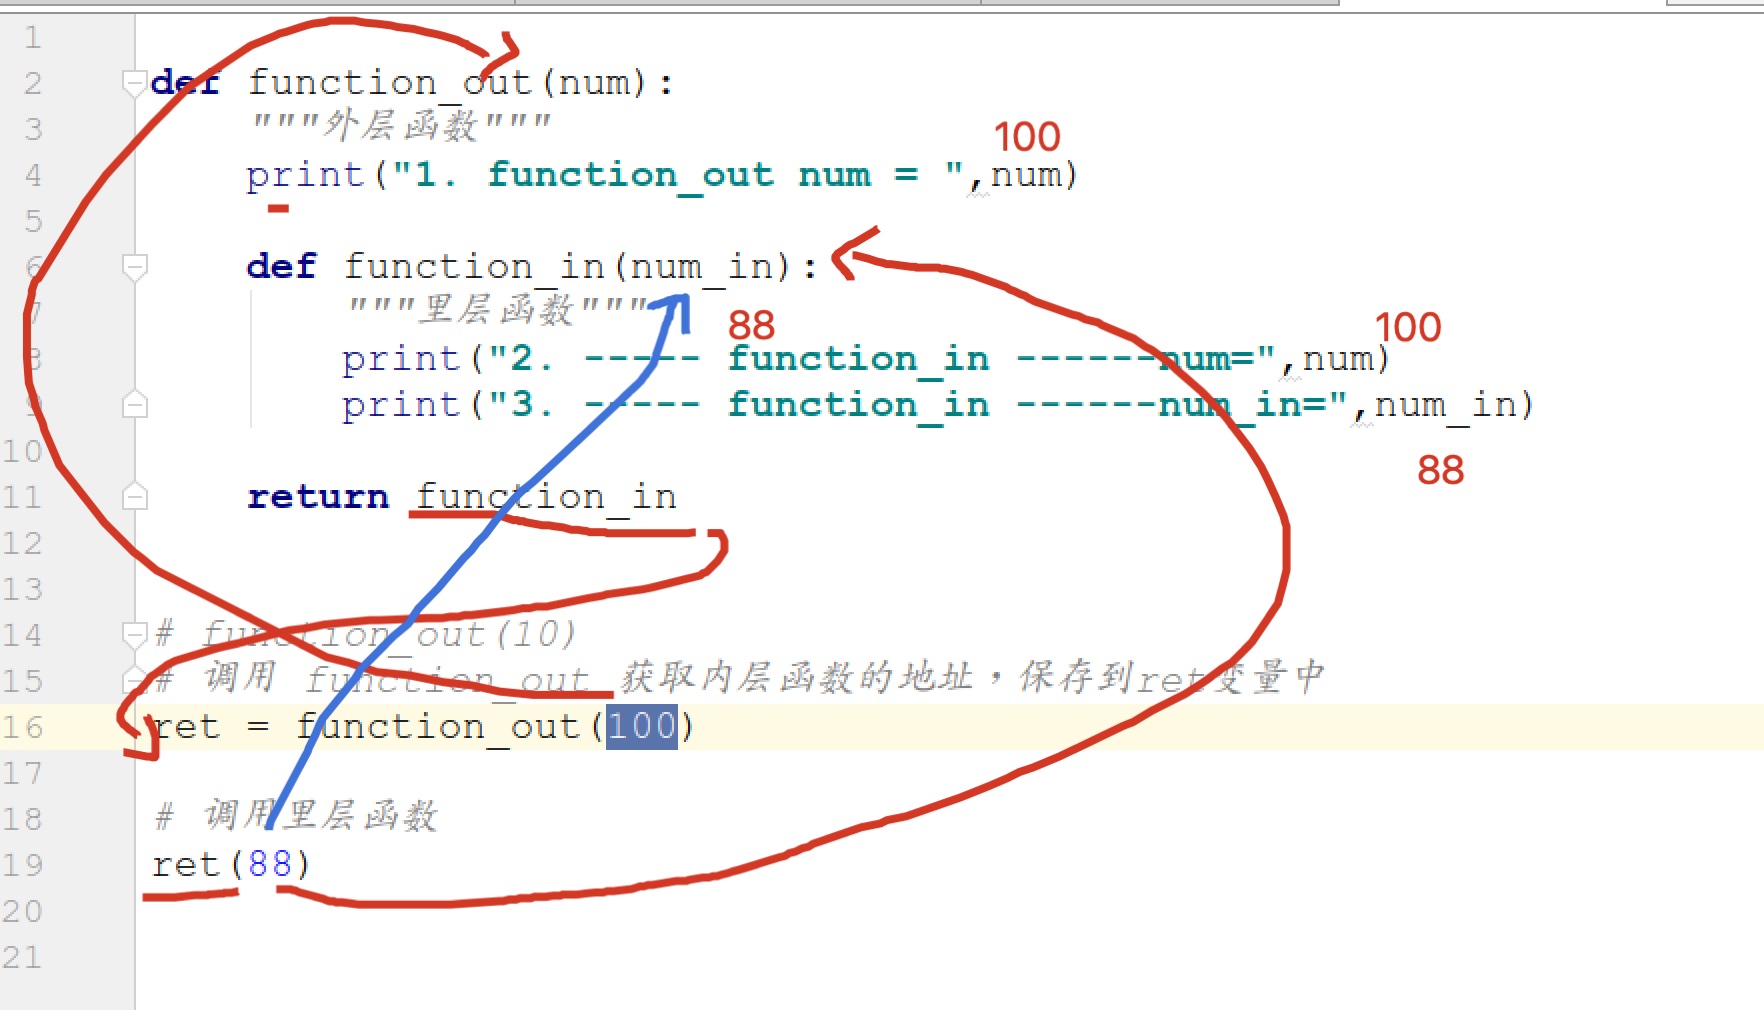 1
2 def function_out(num):
3 """外层函数"""
100
4 print("1. function_out num = ",num)
5
6 def function_in(num_in):
7 """里层函数"""
88 100
8 print("2. ----- function_in ------num=",num)
9 print("3. ----- function_in ------num_in=",num_in)
10
88
11 return function_in
12
13
14 # function_out(10)
15 # 调用 function_out 获取内层函数的地址，保存到ret变量中
16 ret = function_out(100)
17
18 # 调用里层函数
19 ret(88)
20
21